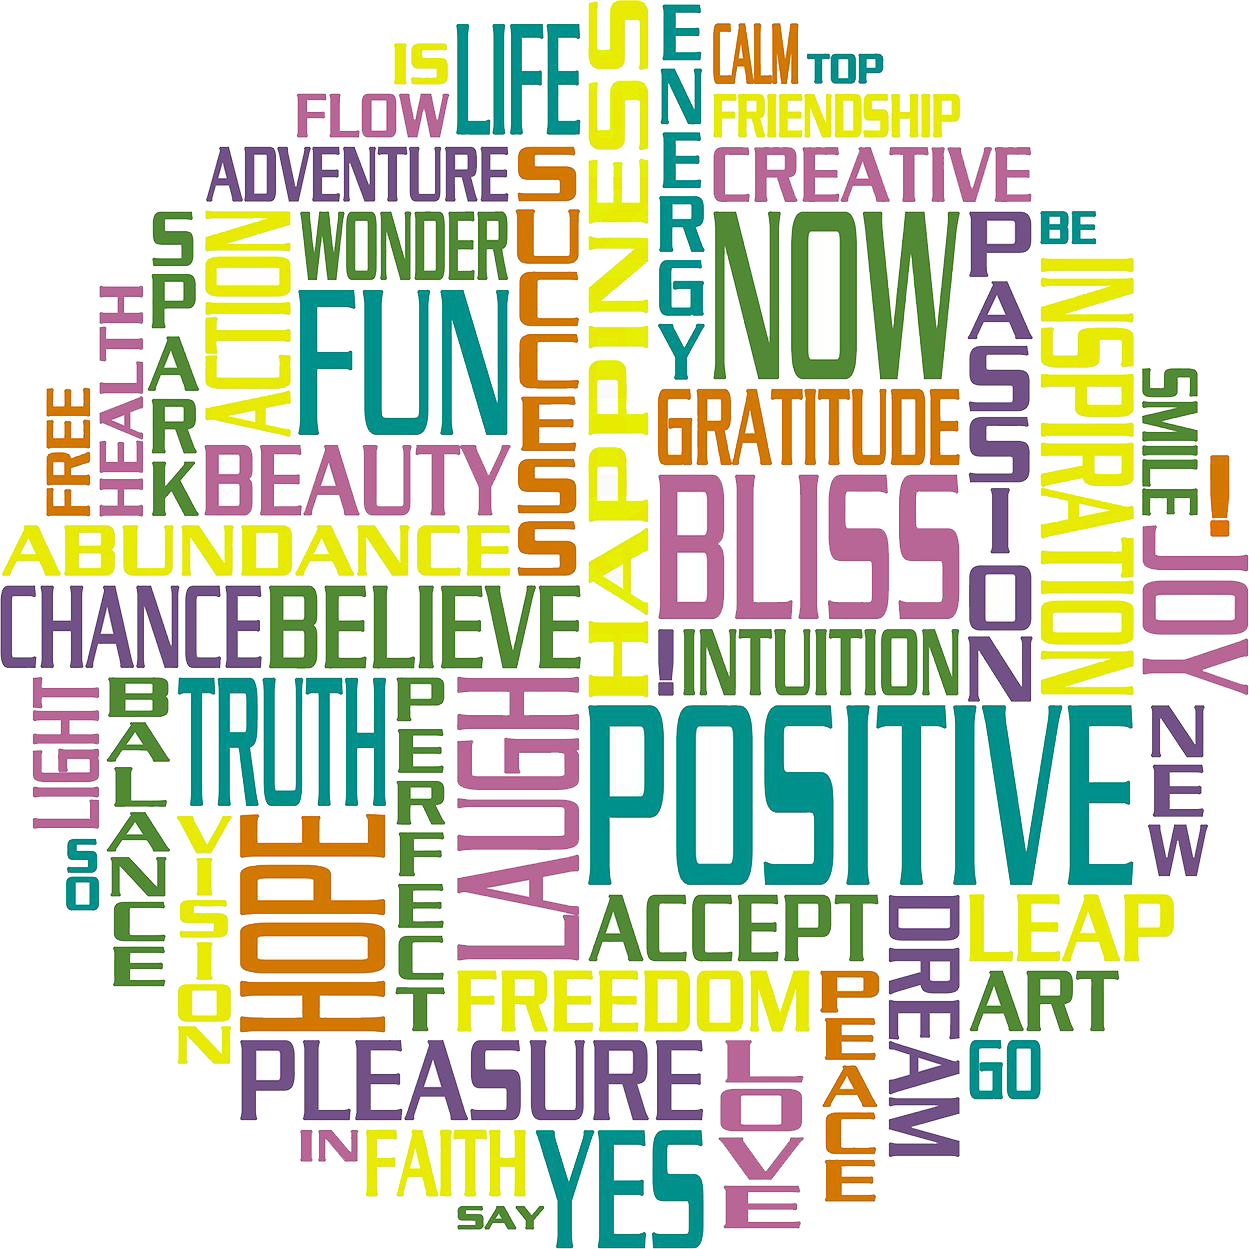 IS
LIFE
HAPPINESS
ENERGY
CALM
TOP
FLOW
FRIENDSHIP
ADVENTURE
SUCCESS
CREATIVE
SPARK
ACTION
WONDER
NOW
PASSION
BE
INSPIRATION
HEALTH
FUN
FREE
GRATITUDE
SMILE
!
BEAUTY
BLISS
ABUNDANCE
JOY
CHANCE
BELIEVE
!
INTUITION
LIGHT
BALANCE
TRUTH
PERFECT
LAUGH
POSITIVE
NEW
SO
VISION
HOPE
ACCEPT
DREAM
LEAP
FREEDOM
PEACE
ART
PLEASURE
LOVE
GO
IN
FAITH
YES
SAY